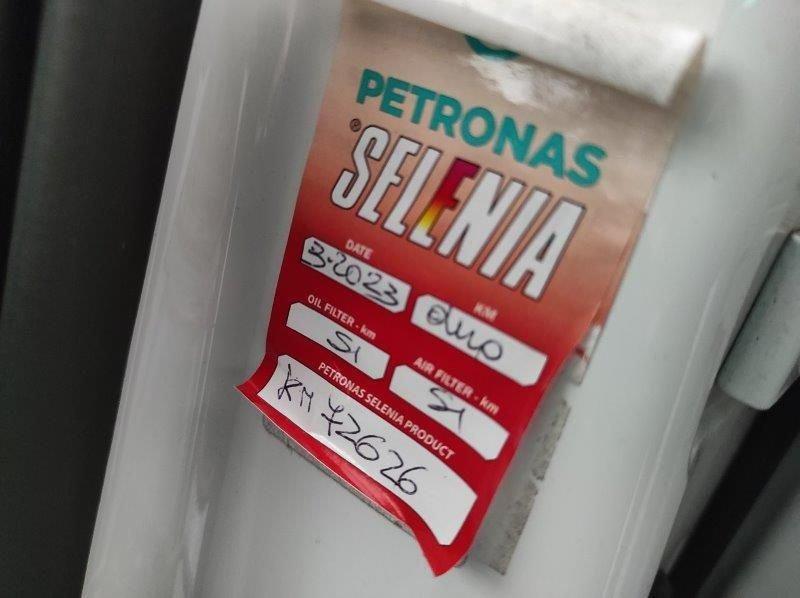 PETRONAS
® SELENIA
DATE
3-2023
KM
OIL FILTER - km
SI
AIR FILTER - km
SI
PETRONAS SELENIA PRODUCT
KM 72626